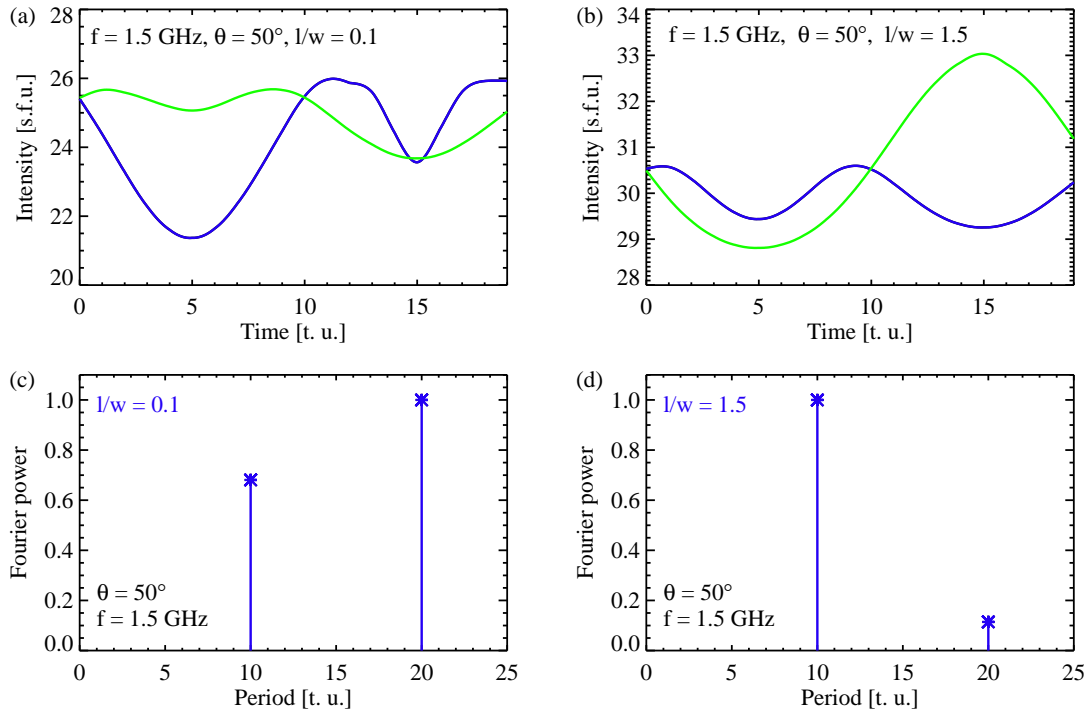 (a)
f = 1.5 GHz, θ = 50°, l/w = 0.1
Intensity [s.f.u.]
28
26
24
22
20
0 5 10 15
Time [t. u.]
(b)
f = 1.5 GHz, θ = 50°, l/w = 1.5
Intensity [s.f.u.]
34
33
32
31
30
29
28
0 5 10 15
Time [t. u.]
(c)
l/w = 0.1
Fourier power
1.0
0.8
0.6
0.4
0.2
0.0
θ = 50°
f = 1.5 GHz
0 5 10 15 20 25
Period [t. u.]
(d)
l/w = 1.5
Fourier power
1.0
0.8
0.6
0.4
0.2
0.0
θ = 50°
f = 1.5 GHz
0 5 10 15 20 25
Period [t. u.]